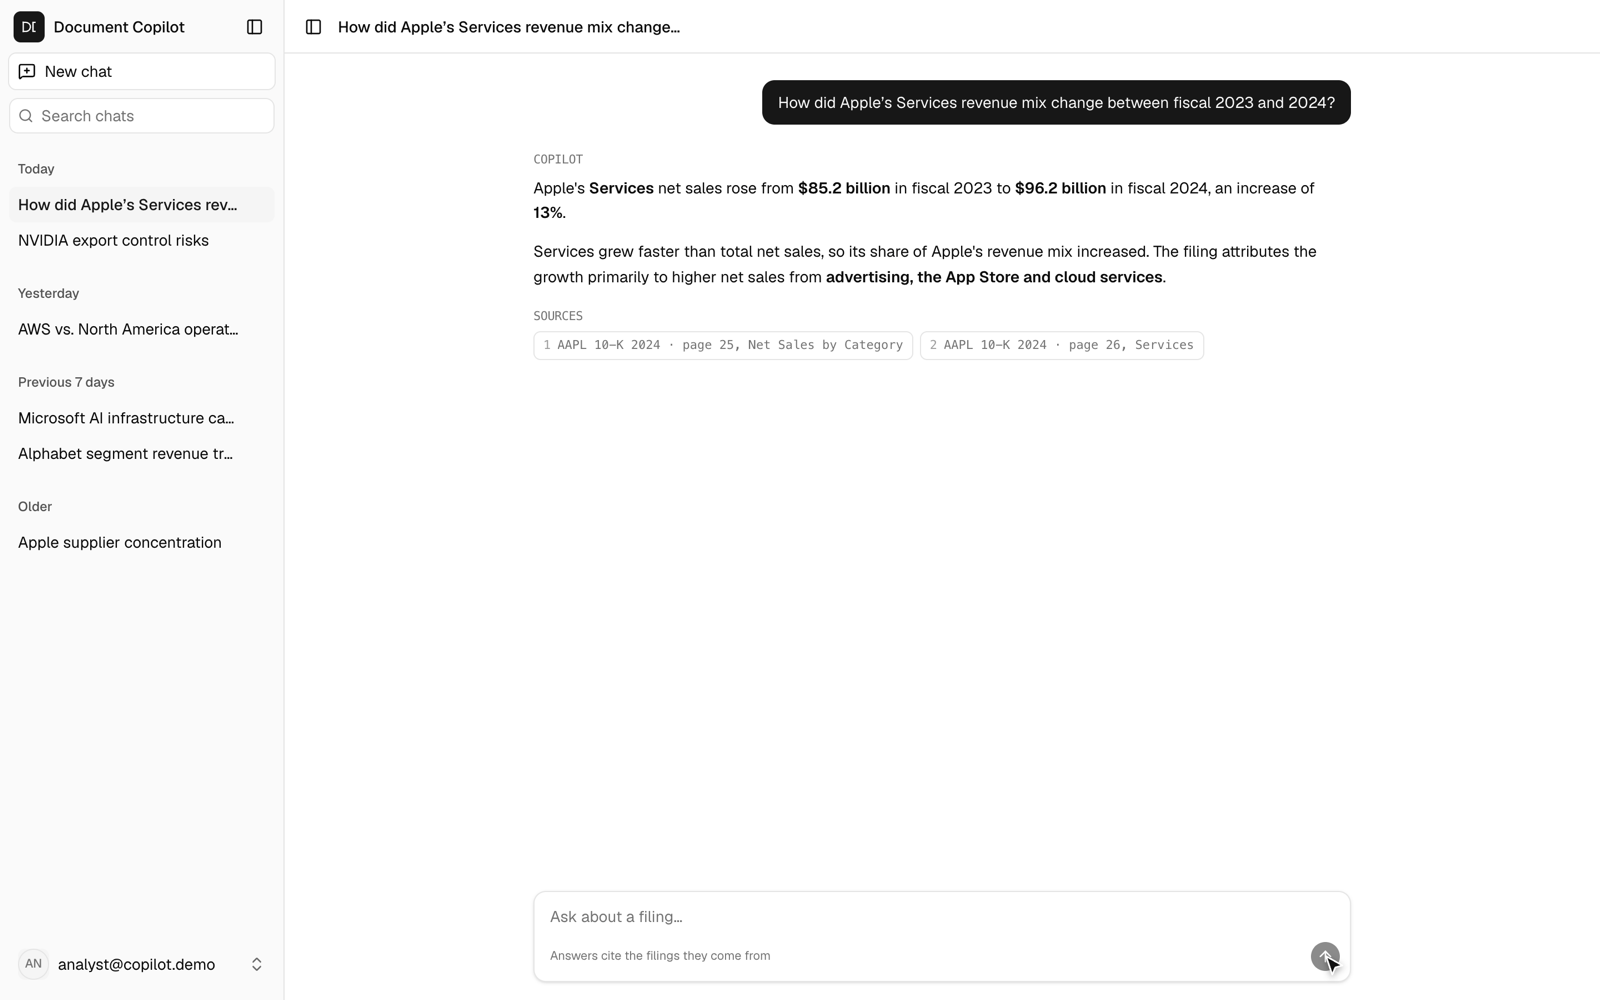 DC Document Copilot
New chat
Search chats
Today
How did Apple’s Services rev...
NVIDIA export control risks
Yesterday
AWS vs. North America operat...
Previous 7 days
Microsoft AI infrastructure ca...
Alphabet segment revenue tr...
Older
Apple supplier concentration
AN analyst@copilot.demo
How did Apple’s Services revenue mix change...
How did Apple’s Services revenue mix change between fiscal 2023 and 2024?
COPILOT
Apple's Services net sales rose from $85.2 billion in fiscal 2023 to $96.2 billion in fiscal 2024, an increase of
13%.
Services grew faster than total net sales, so its share of Apple's revenue mix increased. The filing attributes the
growth primarily to higher net sales from advertising, the App Store and cloud services.
SOURCES
1 AAPL 10-K 2024 · page 25, Net Sales by Category
2 AAPL 10-K 2024 · page 26, Services
Ask about a filing...
Answers cite the filings they come from